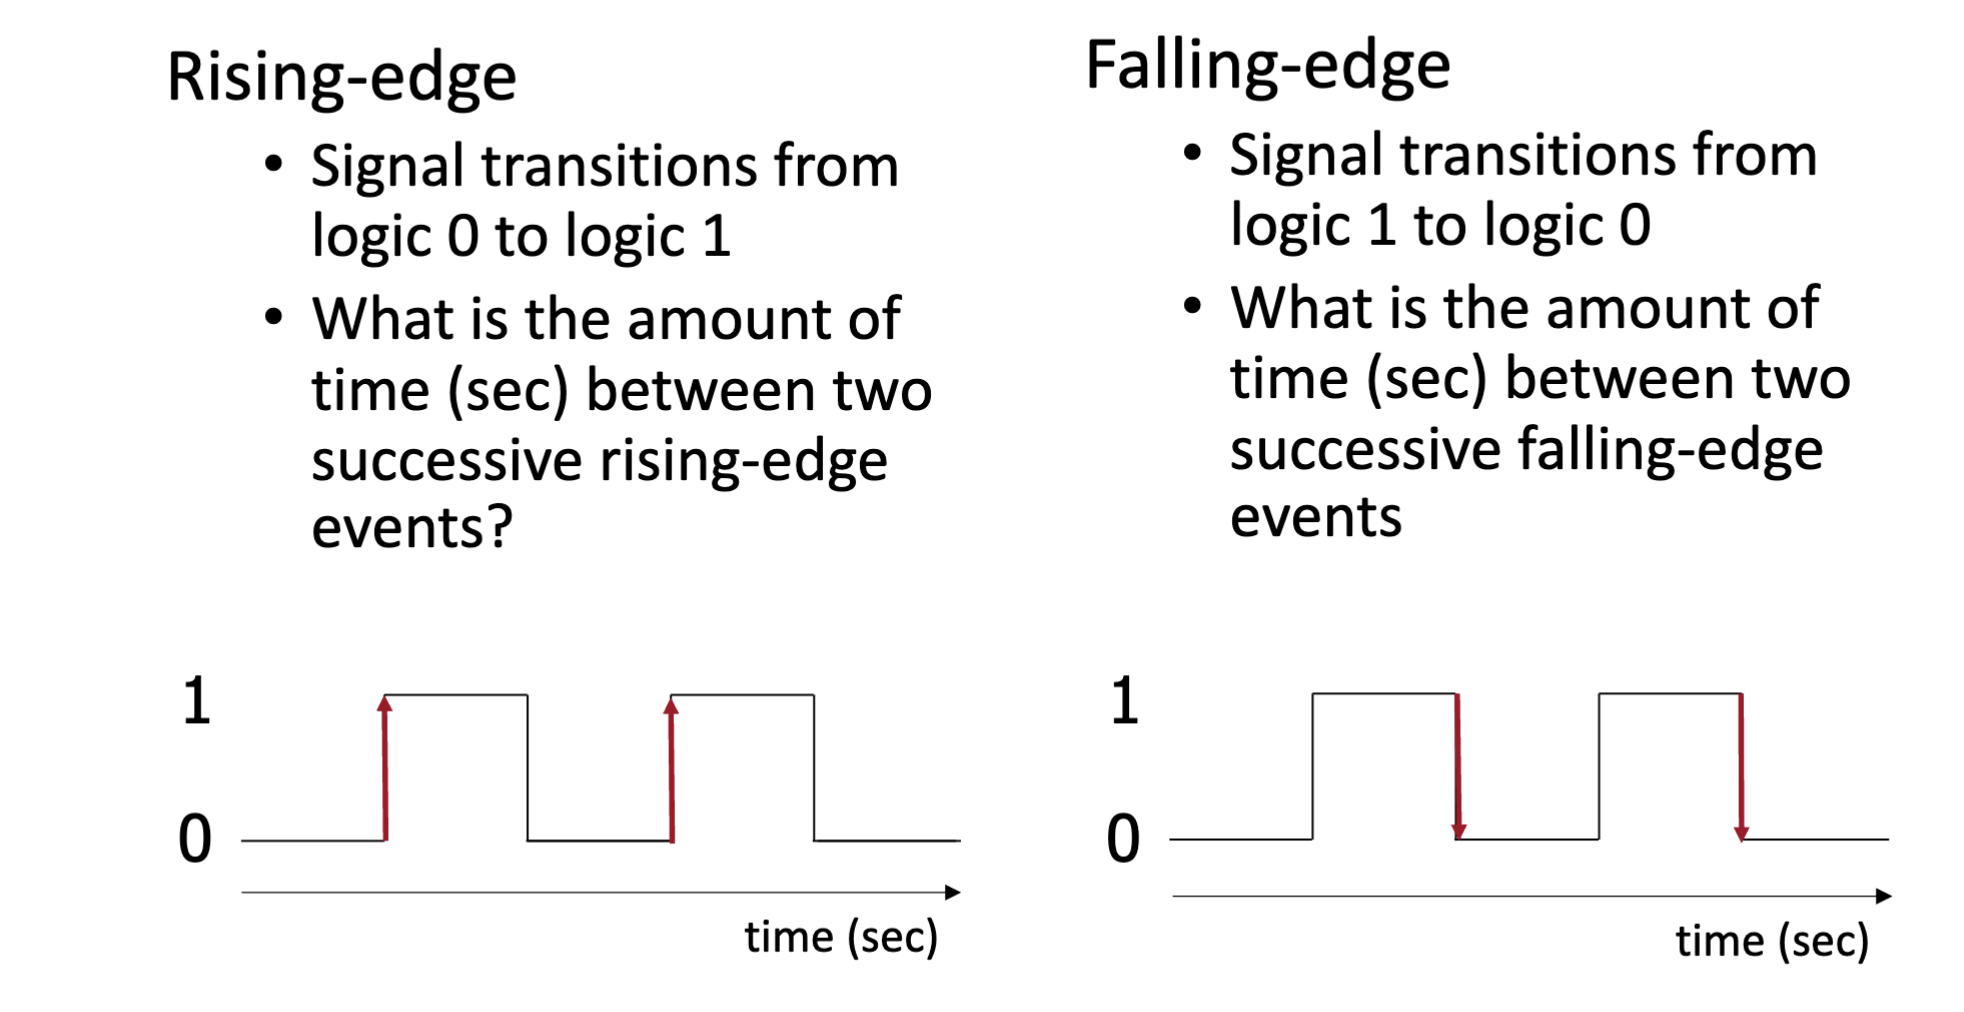 Rising-edge
• Signal transitions from
logic 0 to logic 1
• What is the amount of
time (sec) between two
successive rising-edge
events?
1
0
time (sec)
Falling-edge
• Signal transitions from
logic 1 to logic 0
• What is the amount of
time (sec) between two
successive falling-edge
events
1
0
time (sec)